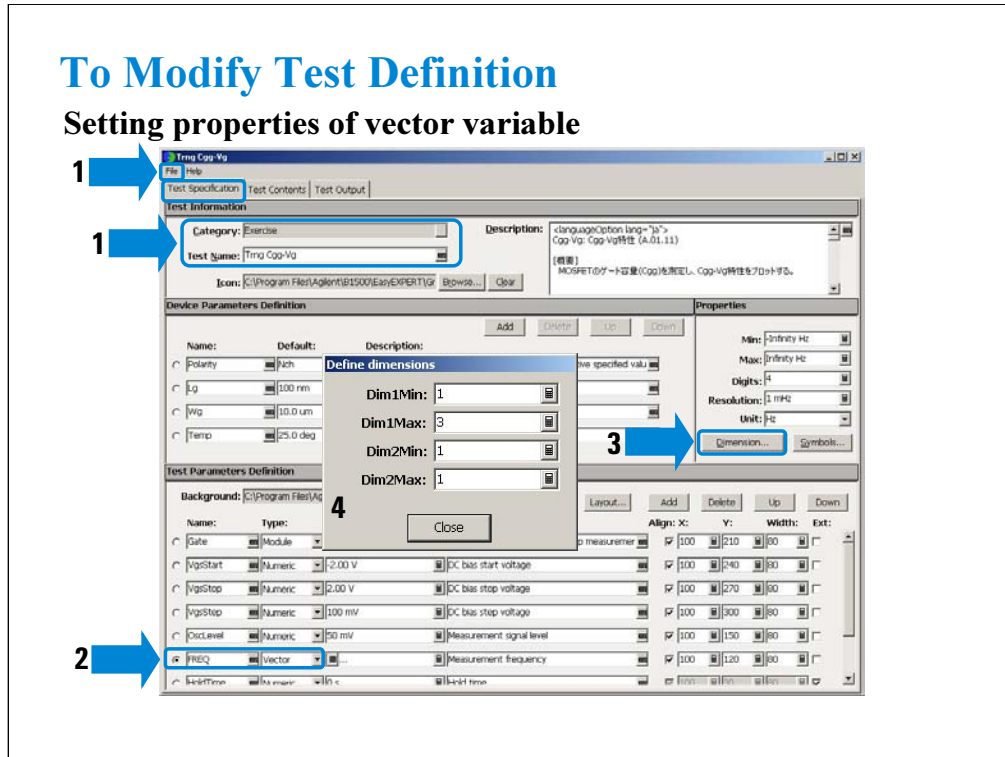 To Modify Test Definition
Setting properties of vector variable
1
Trng Cgg-Vg
File Help
Test Specification Test Contents Test Output
Test Information
1
Category: Exercise
Test Name: Trng Cgg-Vg
Icon: C:\Program Files\Agilent\B1500\EasyEXPERT\Gr Browse... Clear
Description: <languageOption lang="ja">
Cgg-Vg: Cgg-Vg特性 (A.01.11)
[概要]
MOSFETのゲート容量(Cgg)を測定し、Cgg-Vg特性をプロットする。
Device Parameters Definition
Add Delete Up Down
Name: Default: Description:
Polarity Nch ive specified valu
Lg 100 nm
Wg 10.0 um
Temp 25.0 deg
Properties
Min: -Infinity Hz
Max: Infinity Hz
Digits: 4
Resolution: 1 mHz
Unit: Hz
3
Dimension... Symbols...
Define dimensions
Dim1Min: 1
Dim1Max: 3
Dim2Min: 1
Dim2Max: 1
4
Close
Test Parameters Definition
Background: C:\Program Files\Ag Layout... Add Delete Up Down
Name: Type: Align: X: Y: Width: Ext:
Gate Module p measuremer 100 210 80
VgsStart Numeric -2.00 V DC bias start voltage 100 240 80
VgsStop Numeric 2.00 V DC bias stop voltage 100 270 80
VgsStep Numeric 100 mV DC bias step voltage 100 300 80
OscLevel Numeric 50 mV Measurement signal level 100 150 80
2
FREQ Vector ... Measurement frequency 100 120 80
HoldTime Numeric 0 s Hold time